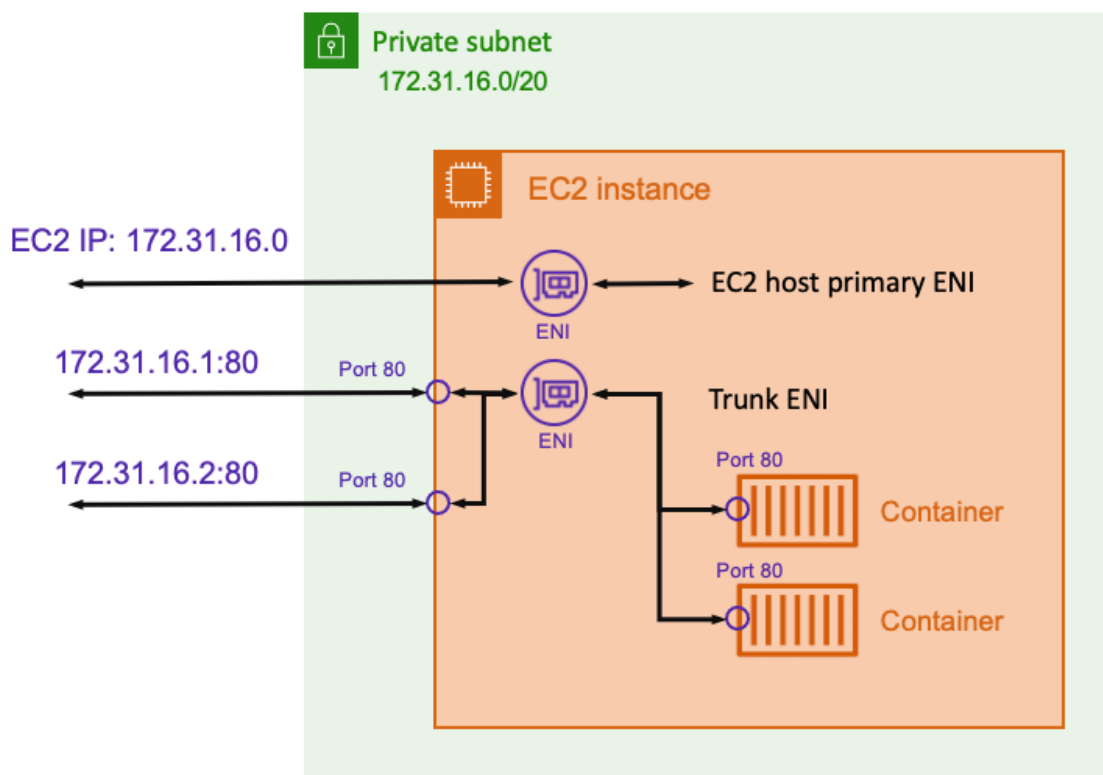 Private subnet
172.31.16.0/20
EC2 instance
EC2 IP: 172.31.16.0
ENI
EC2 host primary ENI
172.31.16.1:80
Port 80
ENI
Trunk ENI
172.31.16.2:80
Port 80
Port 80
Container
Port 80
Container